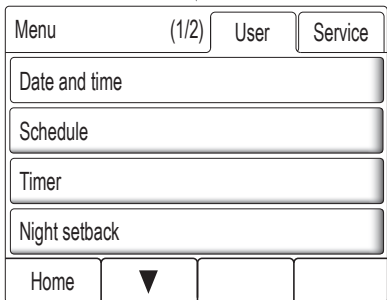 Menu (1/2) User Service
Date and time
Schedule
Timer
Night setback
Home ▼